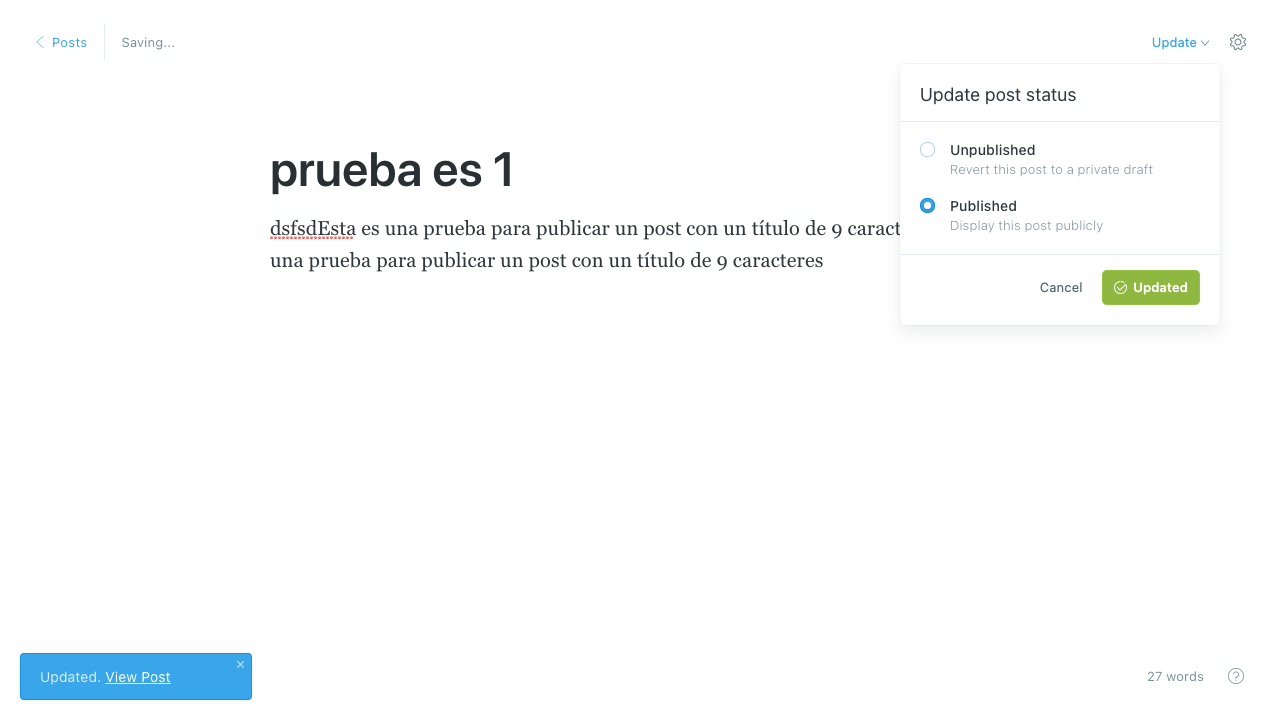 Posts
Saving...
Update
Update post status
Unpublished
Revert this post to a private draft
Published
Display this post publicly
Cancel
Updated
prueba es 1
dsfsdEsta es una prueba para publicar un post con un título de 9 caract
una prueba para publicar un post con un título de 9 caracteres
Updated. View Post
27 words